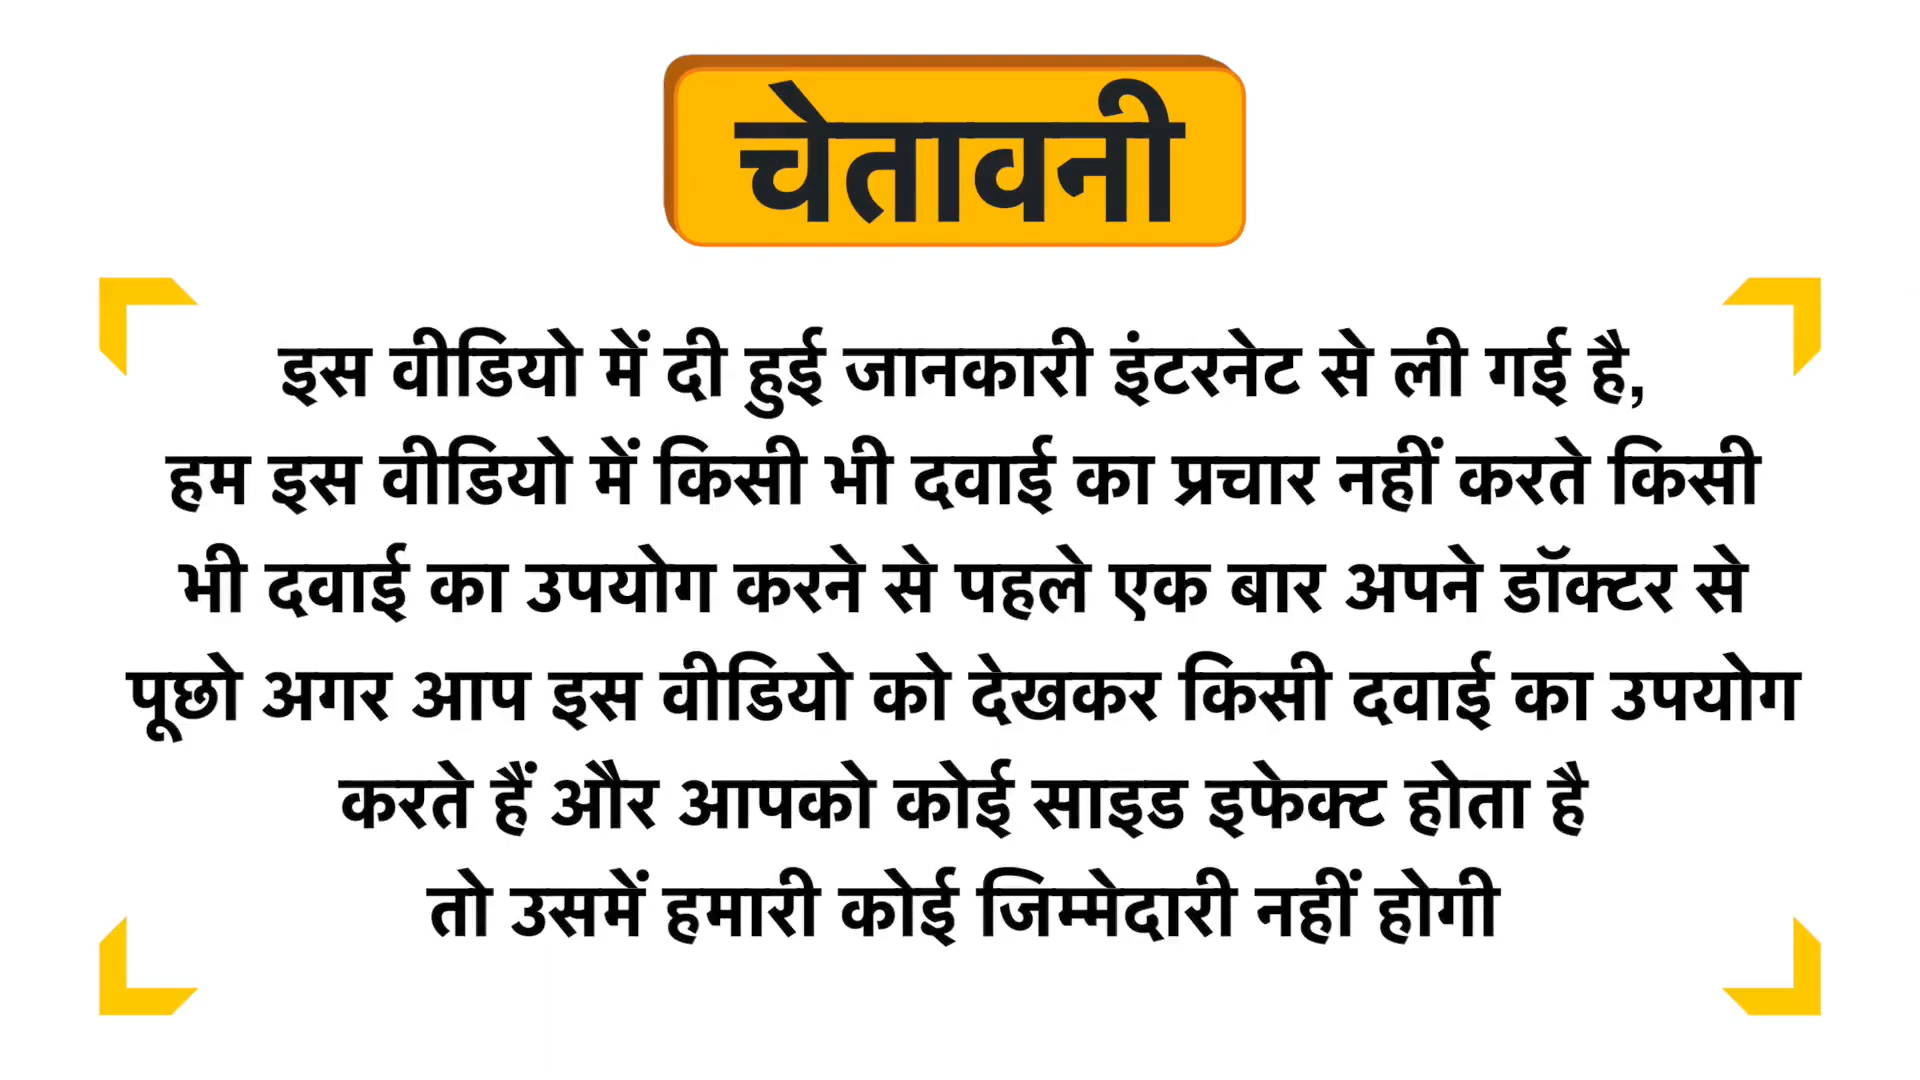 चेतावनी
इस वीडियो में दी हुई जानकारी इंटरनेट से ली गई है,
हम इस वीडियो में किसी भी दवाई का प्रचार नहीं करते किसी
भी दवाई का उपयोग करने से पहले एक बार अपने डॉक्टर से
पूछो अगर आप इस वीडियो को देखकर किसी दवाई का उपयोग
करते हैं और आपको कोई साइड इफेक्ट होता है
तो उसमें हमारी कोई जिम्मेदारी नहीं होगी